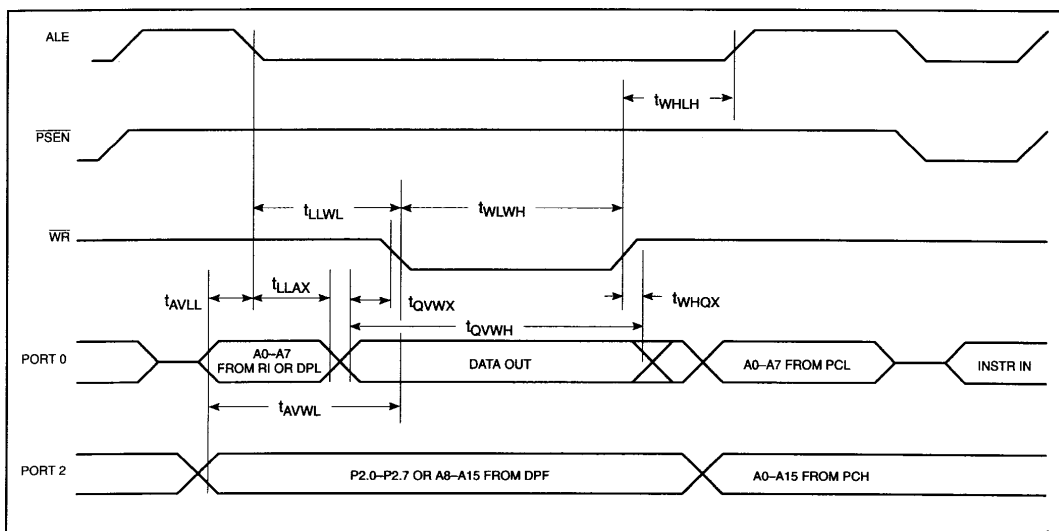 ALE
tWHLH
PSEN
tLLWL
tWLWH
WR
tAVLL
tLLAX
tQVWX
tWHQX
tQVWH
PORT 0
A0–A7
FROM RI OR DPL
DATA OUT
A0–A7 FROM PCL
INSTR IN
tAVWL
PORT 2
P2.0–P2.7 OR A8–A15 FROM DPF
A0–A15 FROM PCH